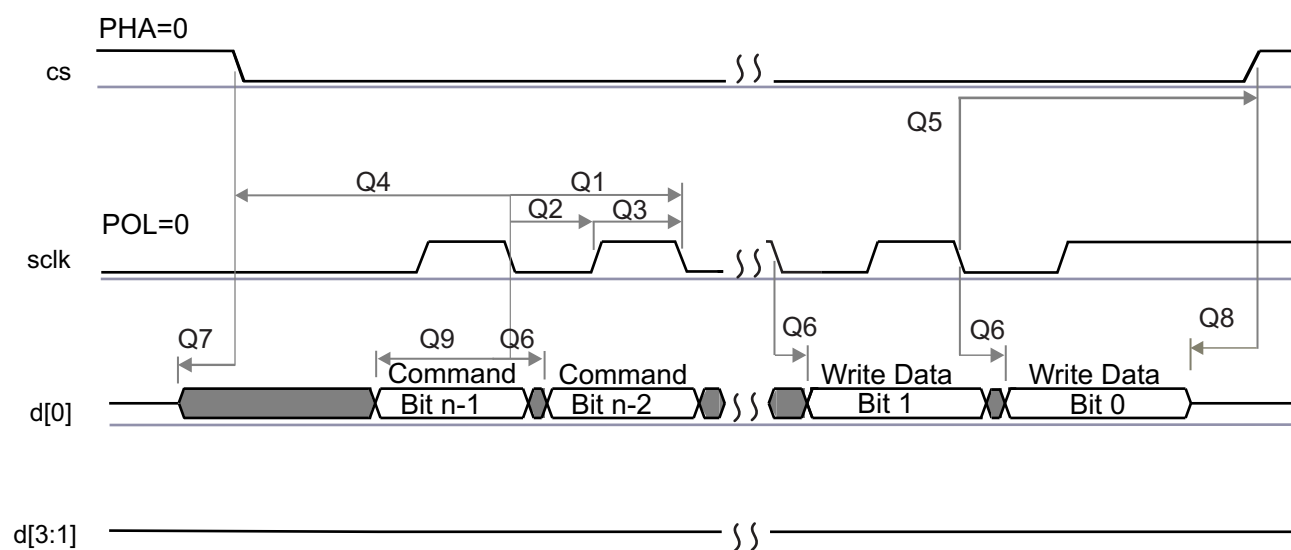 PHA=0
cs
Q5
Q4 Q1
Q2 Q3
POL=0
sclk
Q7 Q9 Q6 Q6 Q6 Q8
Command Command Write Data Write Data
d[0] Bit n-1 Bit n-2 Bit 1 Bit 0
d[3:1]